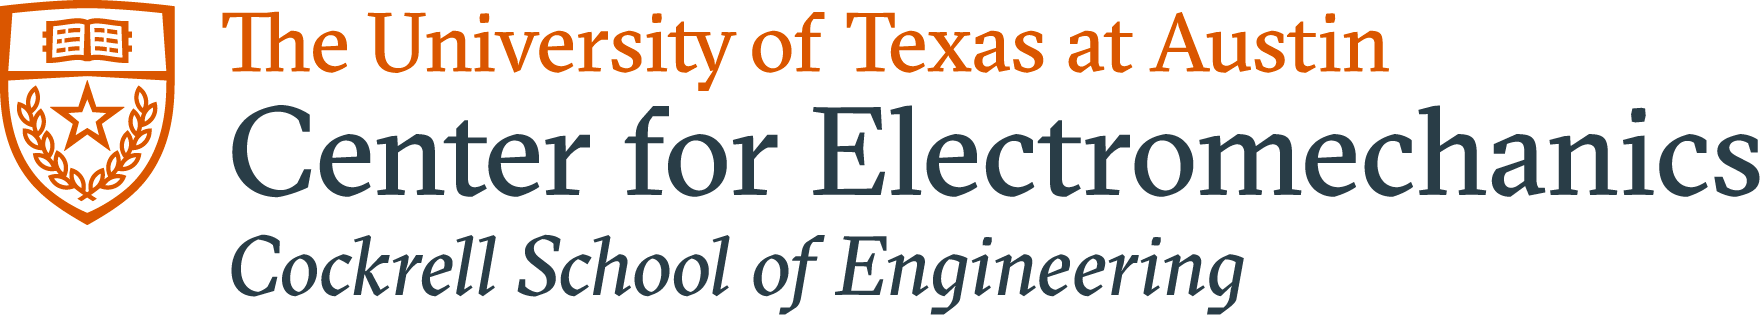 The University of Texas at Austin
Center for Electromechanics
Cockrell School of Engineering